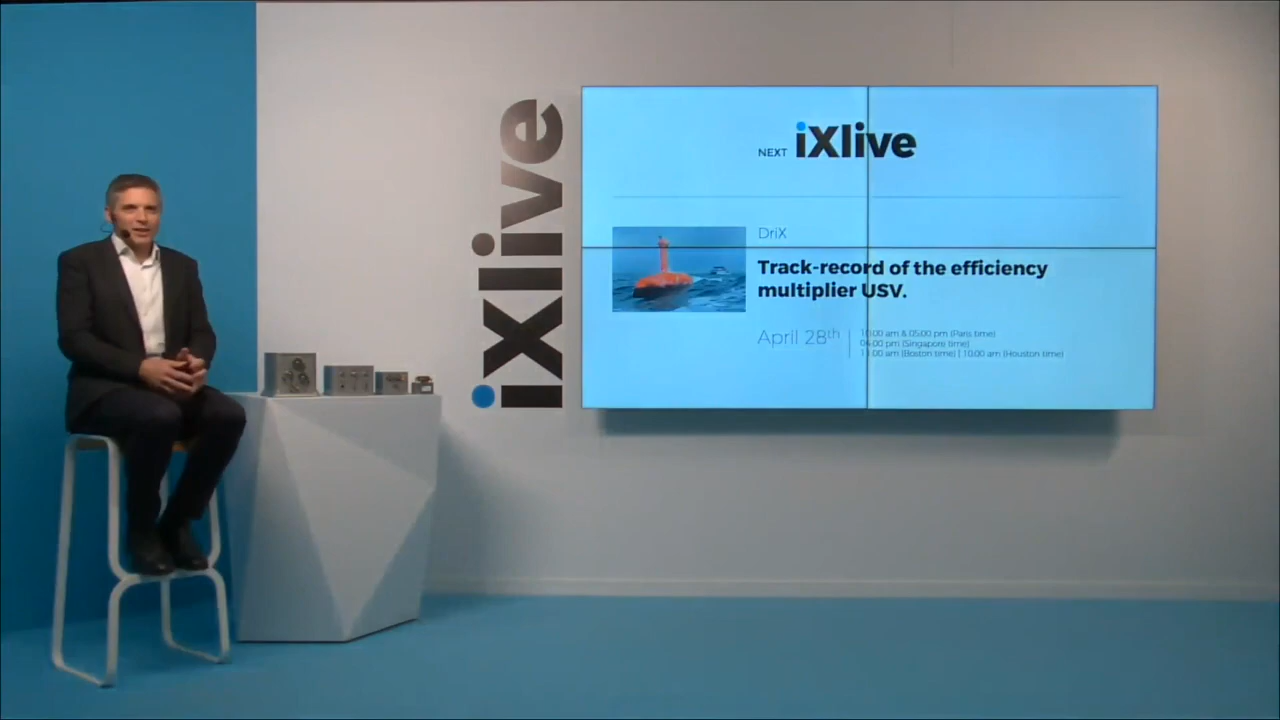 iXlive
NEXT iXlive
DriX
Track-record of the efficiency
multiplier USV.
April 28th
10:00 am & 05:00 pm (Paris time)
04:00 pm (Singapore time)
11:00 am (Boston time) | 10:00 am (Houston time)